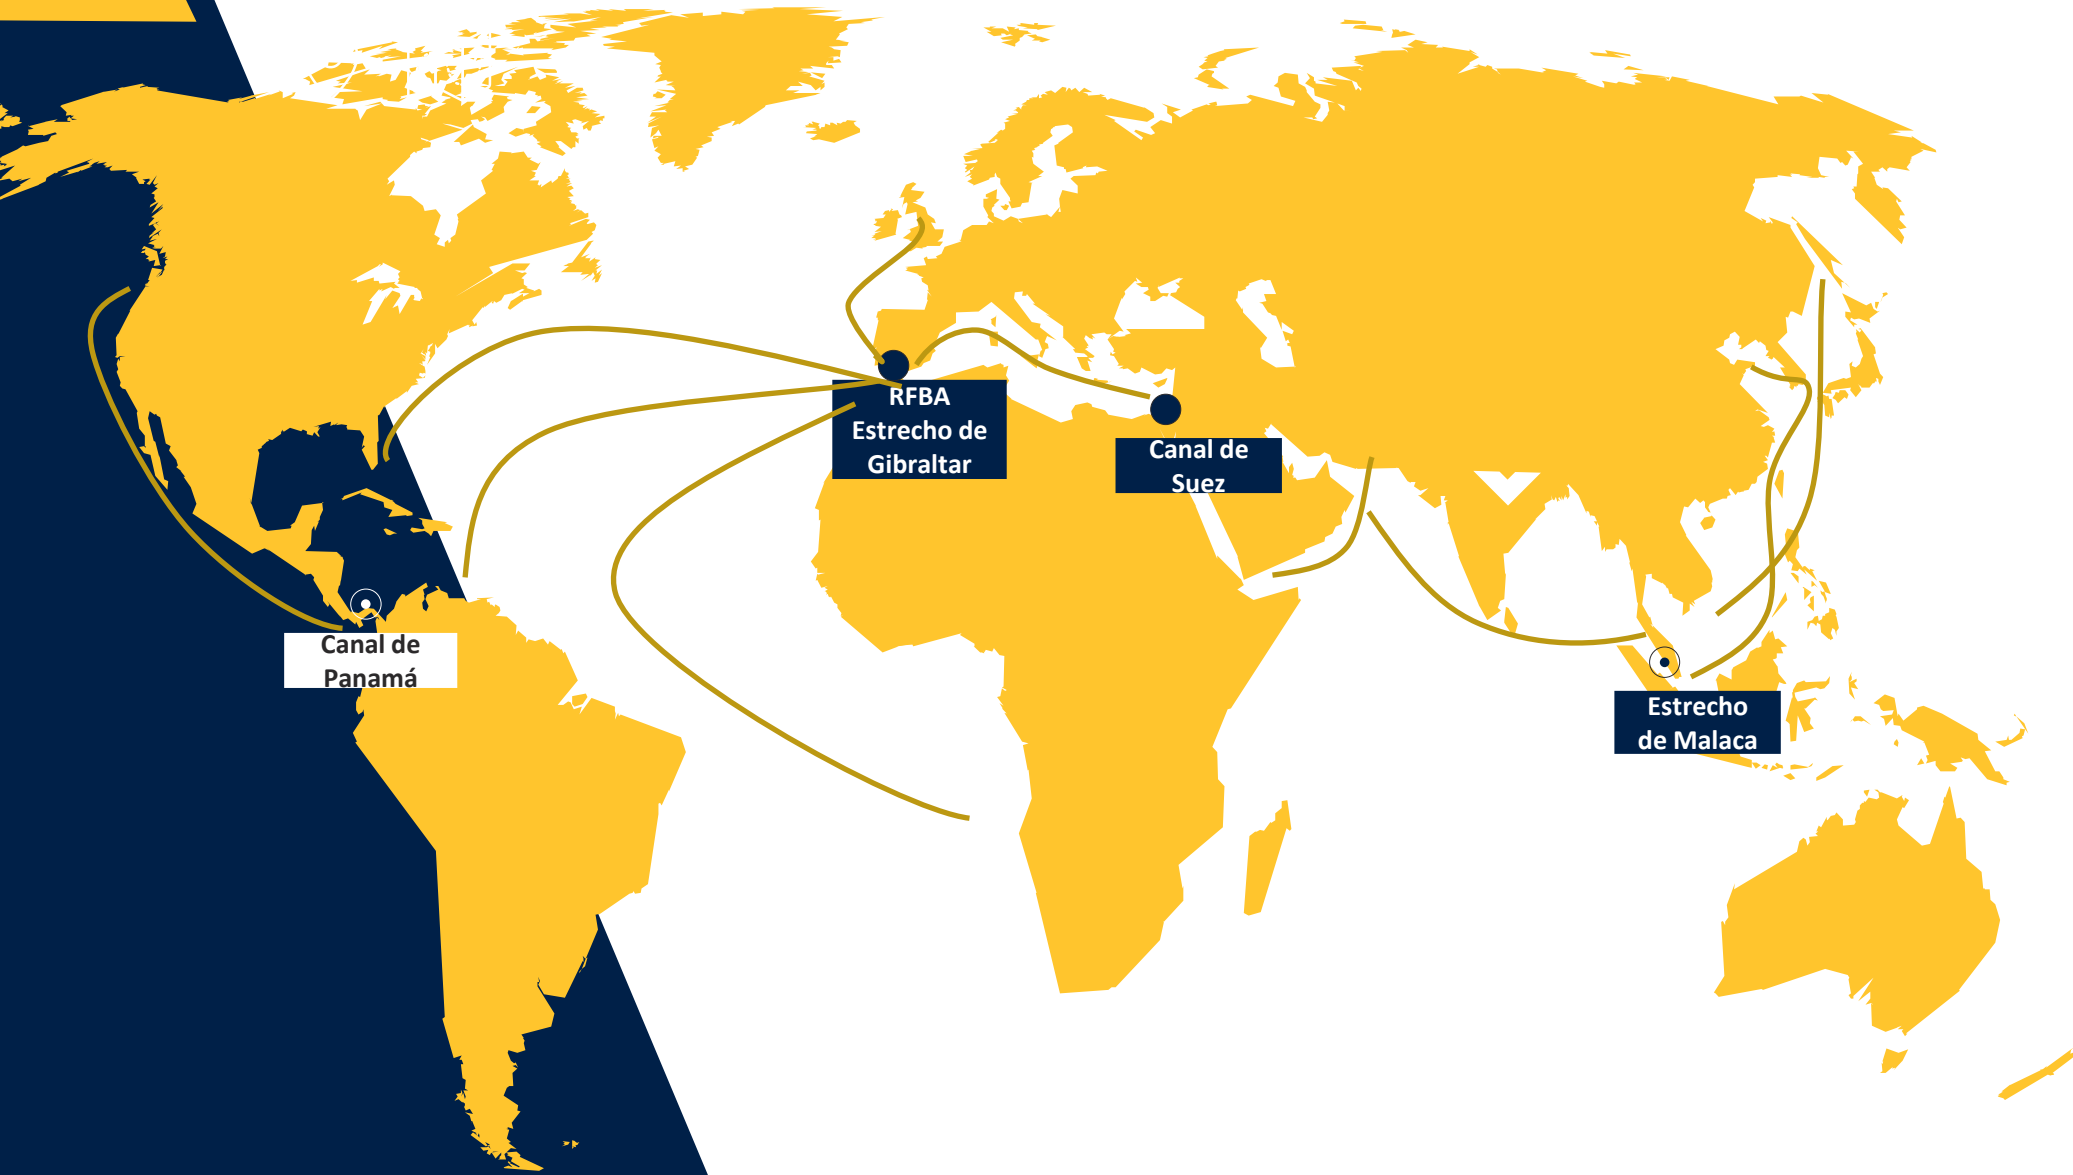 RFBA
Estrecho de
Gibraltar
Canal de
Suez
Canal de
Panamá
Estrecho
de Malaca